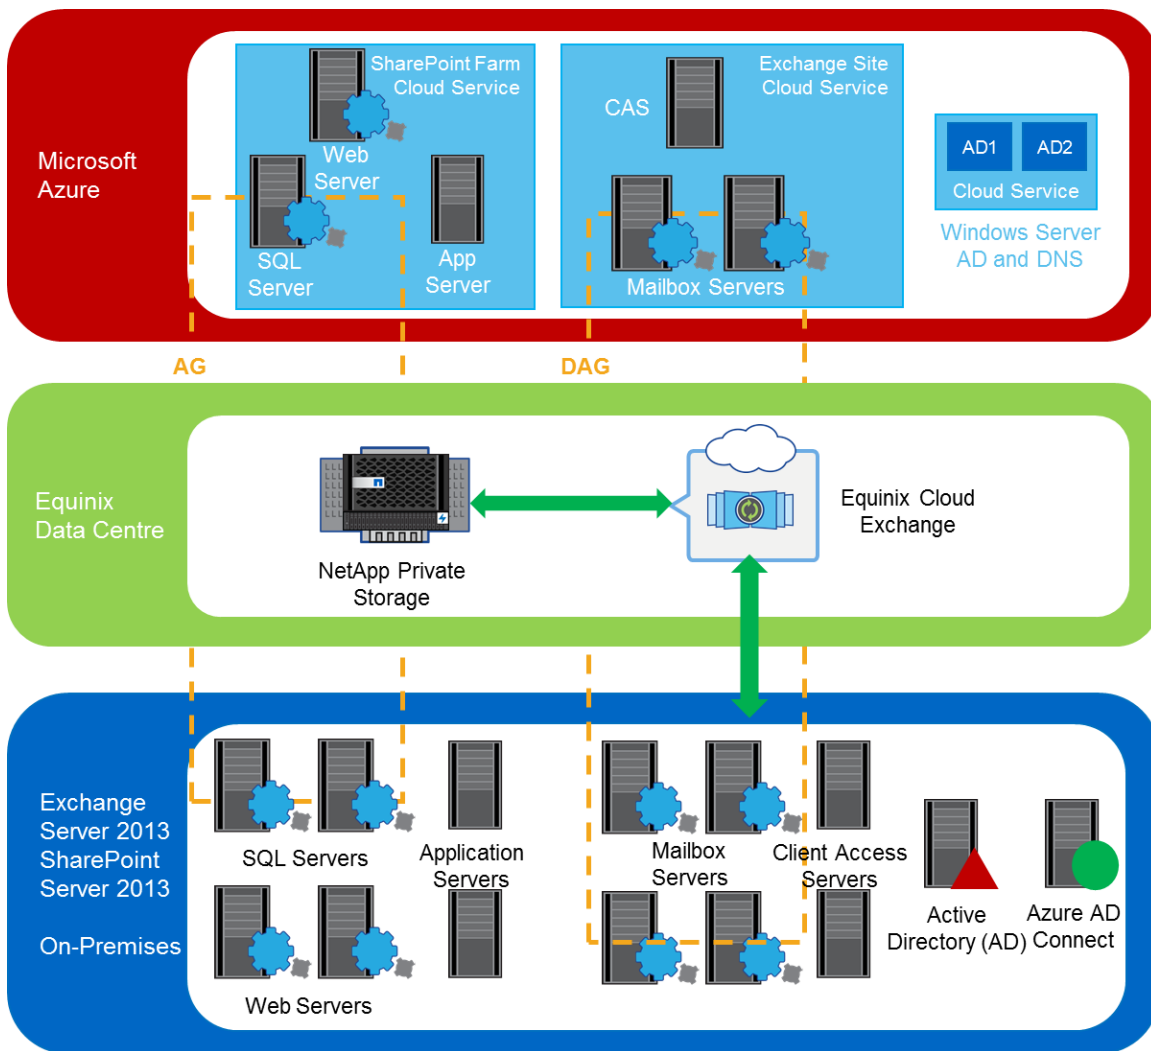 Microsoft
Azure
SharePoint Farm
Cloud Service
Web
Server
SQL
Server
App
Server
Exchange Site
Cloud Service
CAS
Mailbox Servers
AD1
AD2
Cloud Service
Windows Server
AD and DNS
AG
DAG
Equinix
Data Centre
NetApp Private
Storage
Equinix Cloud
Exchange
Exchange
Server 2013
SharePoint
Server 2013
On-Premises
SQL Servers
Application
Servers
Mailbox
Servers
Client Access
Servers
Web Servers
Active
Directory (AD)
Azure AD
Connect